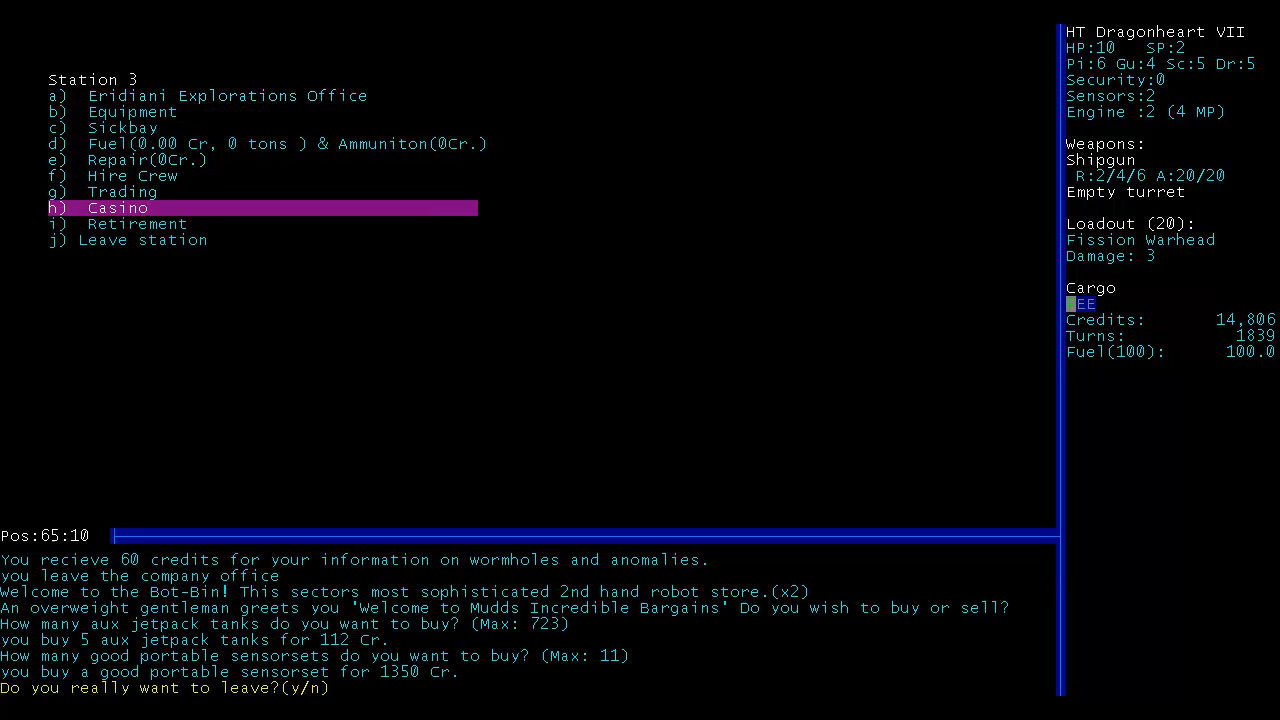 Station 3
a)  Eridiani Explorations Office
b)  Equipment
c)  Sickbay
d)  Fuel(0.00 Cr, 0 tons ) & Ammuniton(0Cr.)
e)  Repair(0Cr.)
f)  Hire Crew
g)  Trading
h)  Casino
i)  Retirement
j) Leave station
HT Dragonheart VII
HP:10   SP:2
Pi:6 Gu:4 Sc:5 Dr:5
Security:0
Sensors:2
Engine :2 (4 MP)
Weapons:
Shipgun
R:2/4/6 A:20/20
Empty turret
Loadout (20):
Fission Warhead
Damage: 3
Cargo
EE
Credits: 14,806
Turns: 1839
Fuel(100): 100.0
Pos:65:10
You recieve 60 credits for your information on wormholes and anomalies.
you leave the company office
Welcome to the Bot-Bin! This sectors most sophisticated 2nd hand robot store.(x2)
An overweight gentleman greets you 'Welcome to Mudds Incredible Bargains' Do you wish to buy or sell?
How many aux jetpack tanks do you want to buy? (Max: 723)
you buy 5 aux jetpack tanks for 112 Cr.
How many good portable sensorsets do you want to buy? (Max: 11)
you buy a good portable sensorset for 1350 Cr.
Do you really want to leave?(y/n)